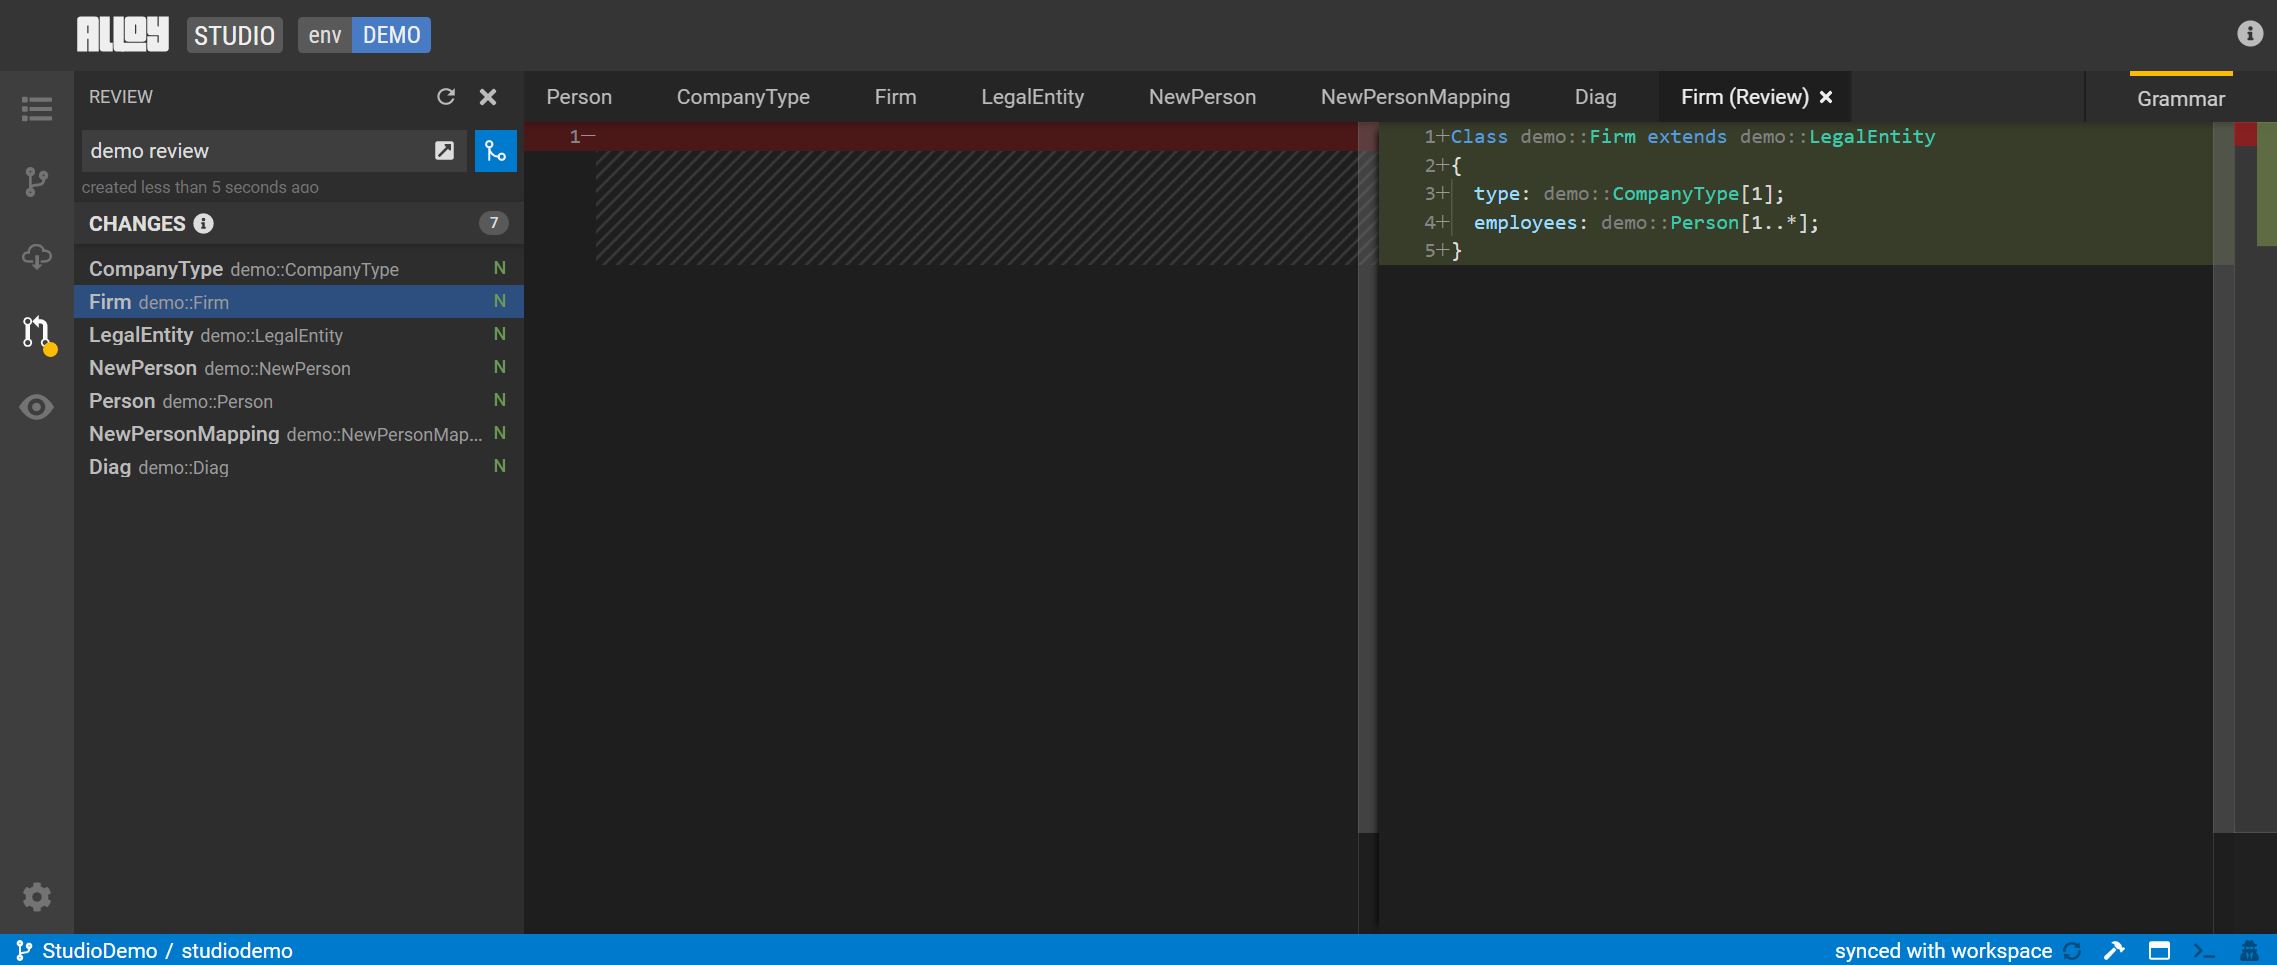 ALLOY STUDIO env DEMO
REVIEW
demo review
created less than 5 seconds ago
CHANGES 7
CompanyType demo::CompanyType N
Firm demo::Firm N
LegalEntity demo::LegalEntity N
NewPerson demo::NewPerson N
Person demo::Person N
NewPersonMapping demo::NewPersonMap... N
Diag demo::Diag N
Person CompanyType Firm LegalEntity NewPerson NewPersonMapping Diag Firm (Review) Grammar
1
1+Class demo::Firm extends demo::LegalEntity
2+{
3+ type: demo::CompanyType[1];
4+ employees: demo::Person[1..*];
5+}
StudioDemo / studiodemo
synced with workspace